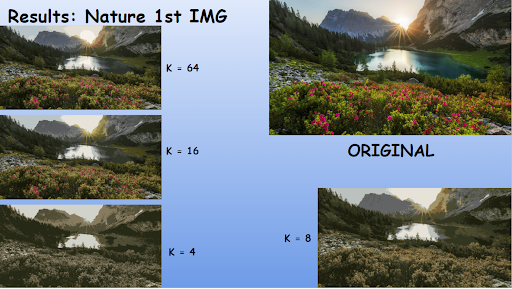 Results: Nature 1st IMG
K = 64
K = 16
ORIGINAL
K = 8
K = 4